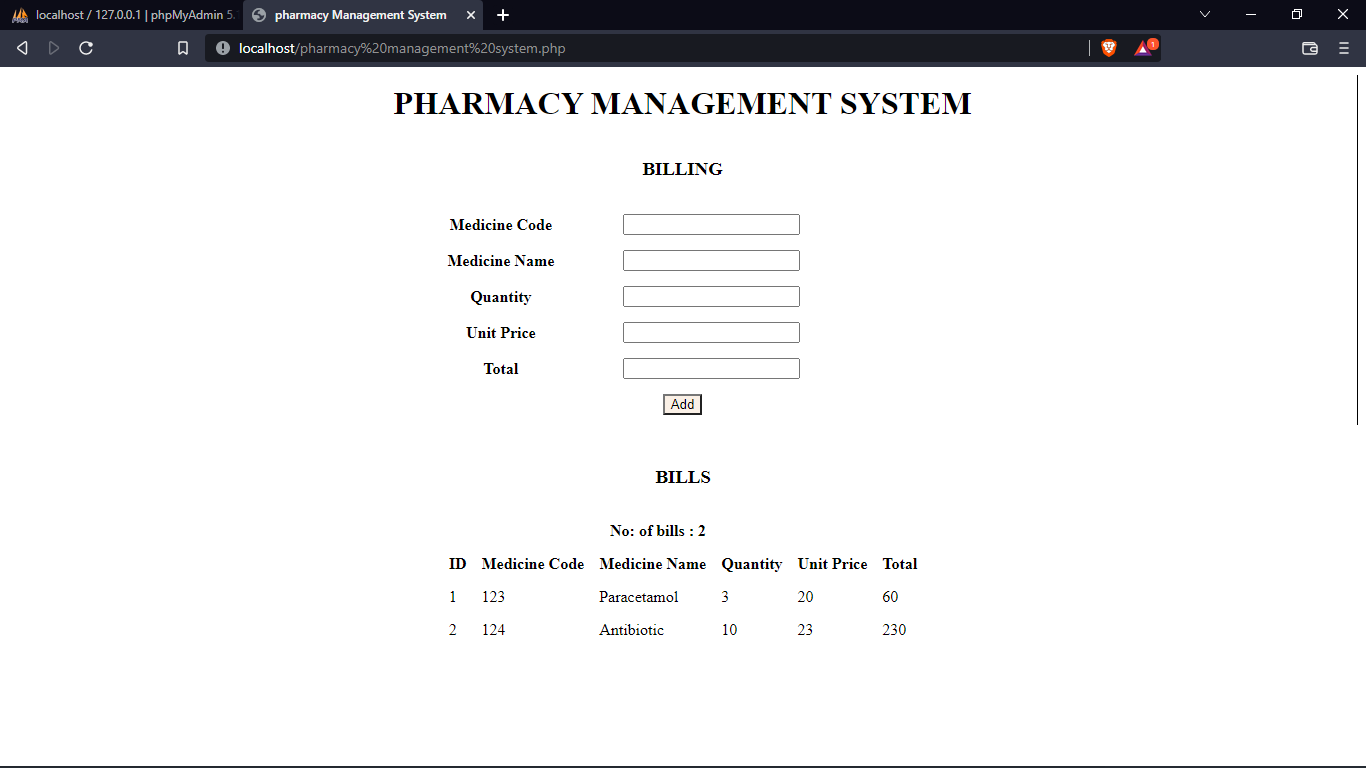 localhost / 127.0.0.1 | phpMyAdmin 5.
pharmacy Management System
localhost/pharmacy%20management%20system.php
1
PHARMACY MANAGEMENT SYSTEM
BILLING
Medicine Code
Medicine Name
Quantity
Unit Price
Total
Add
BILLS
No: of bills : 2
ID Medicine Code Medicine Name Quantity Unit Price Total
1 123 Paracetamol 3 20 60
2 124 Antibiotic 10 23 230